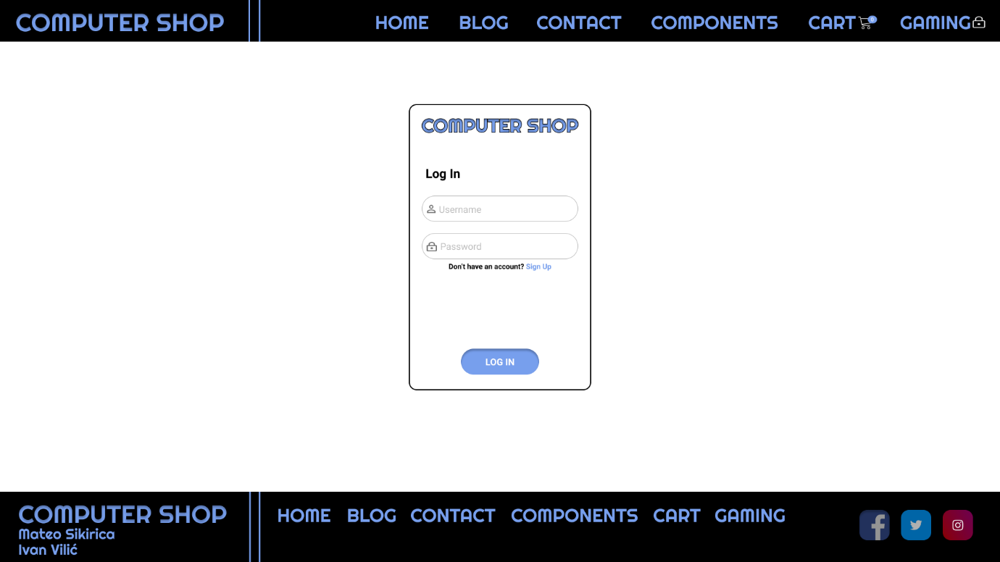 COMPUTER SHOP HOME BLOG CONTACT COMPONENTS CART 0 GAMING
COMPUTER SHOP
Log In
Username
Password
Don't have an account? Sign Up
LOG IN
COMPUTER SHOP HOME BLOG CONTACT COMPONENTS CART GAMING
Mateo Sikirica
Ivan Vilić